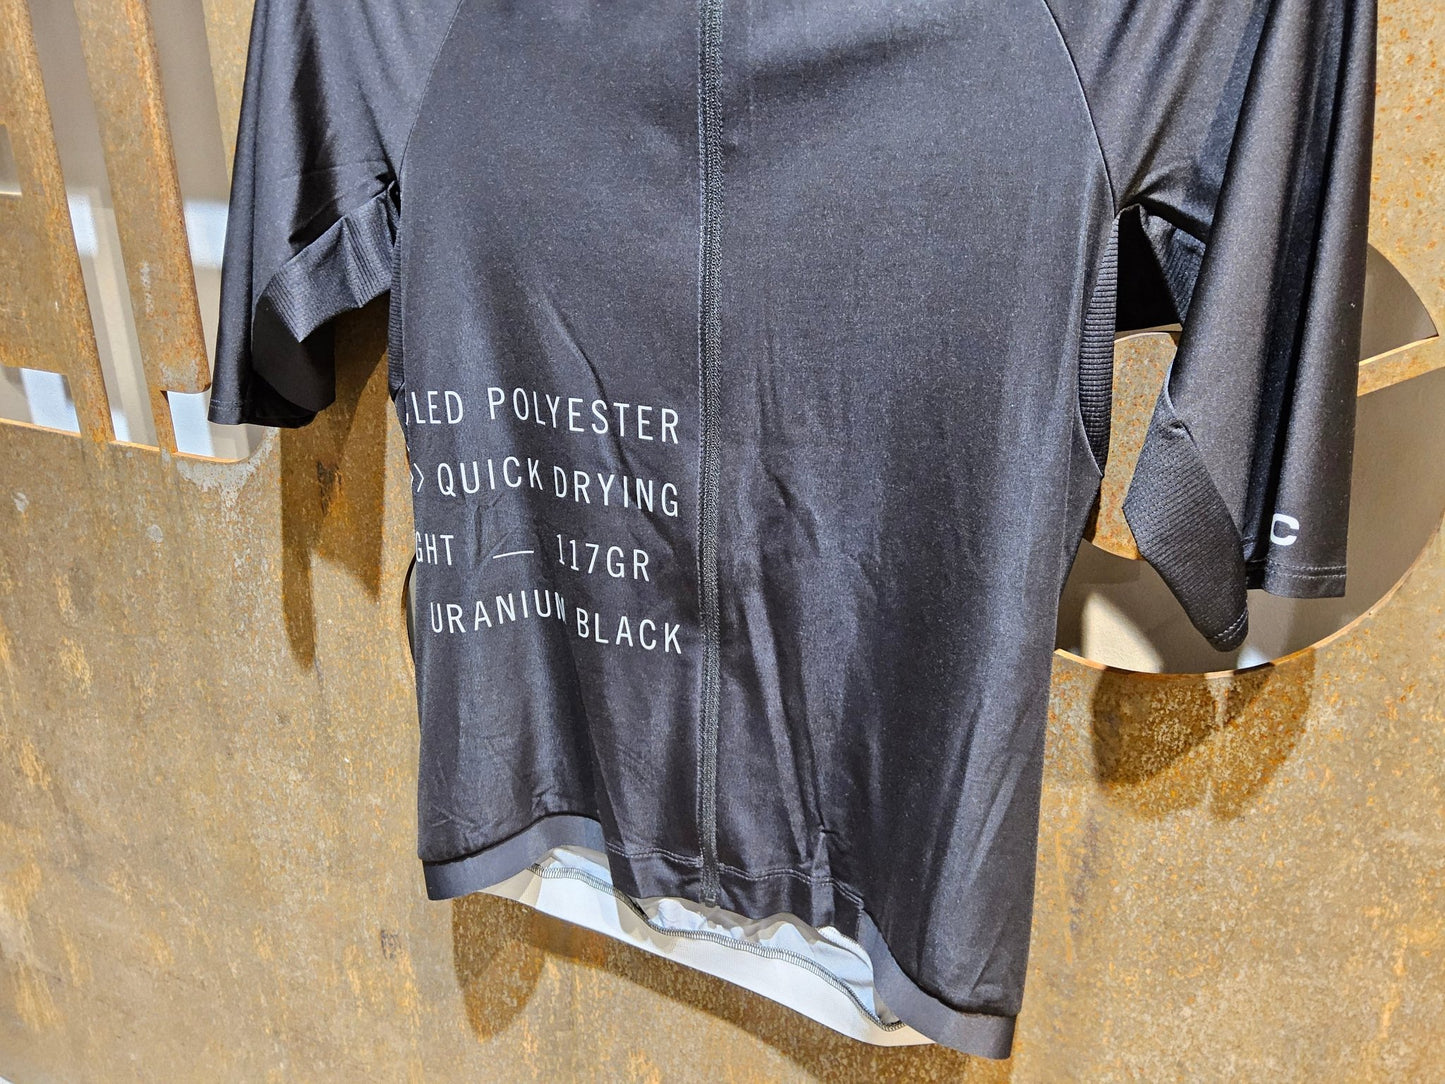 LED POLYESTER
›› QUICK DRYING
GHT — 117GR
URANIUM BLACK
C